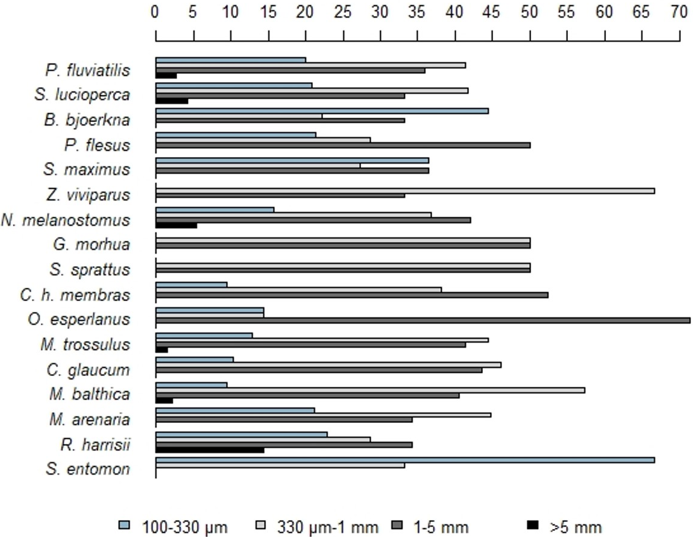 0 5 10 15 20 25 30 35 40 45 50 55 60 65 70
P. fluviatilis
S. lucioperca
B. bjoerkna
P. flesus
S. maximus
Z. viviparus
N. melanostomus
G. morhua
S. sprattus
C. h. membras
O. esperlanus
M. trossulus
C. glaucum
M. balthica
M. arenaria
R. harrisii
S. entomon
100-330 µm 330 µm-1 mm 1-5 mm >5 mm